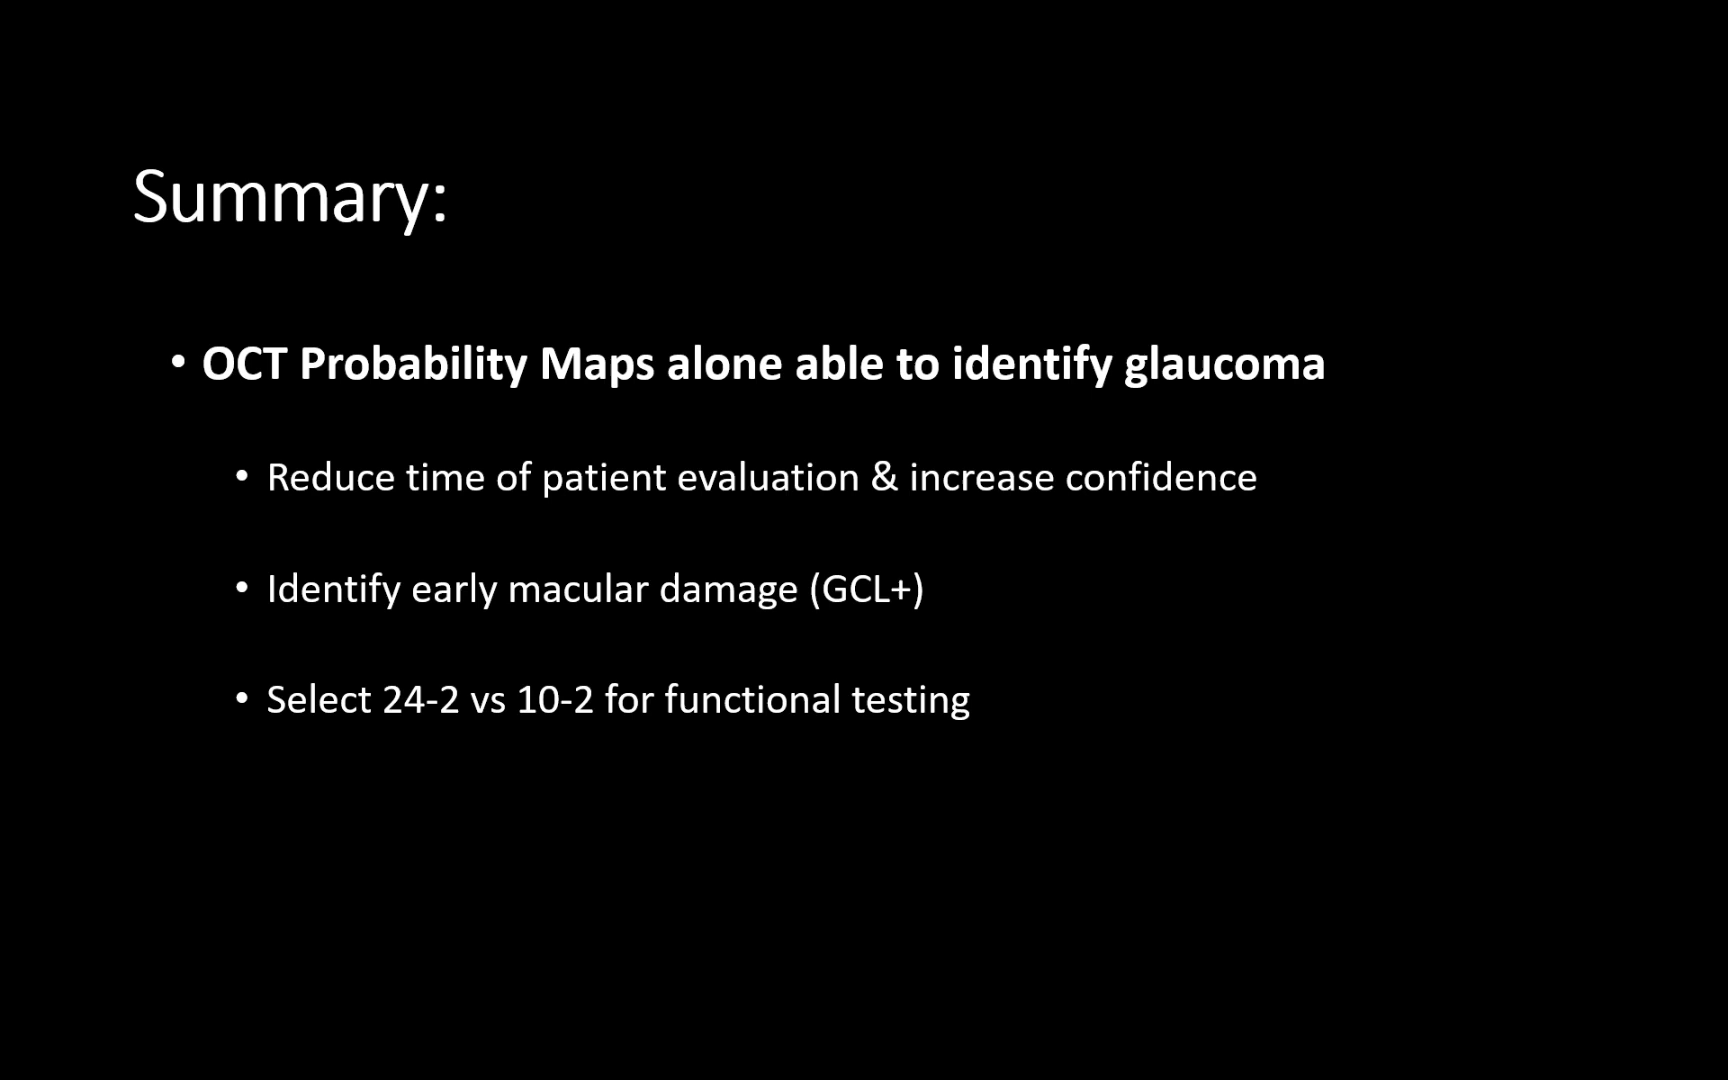 Summary:
• OCT Probability Maps alone able to identify glaucoma
• Reduce time of patient evaluation & increase confidence
• Identify early macular damage (GCL+)
• Select 24-2 vs 10-2 for functional testing